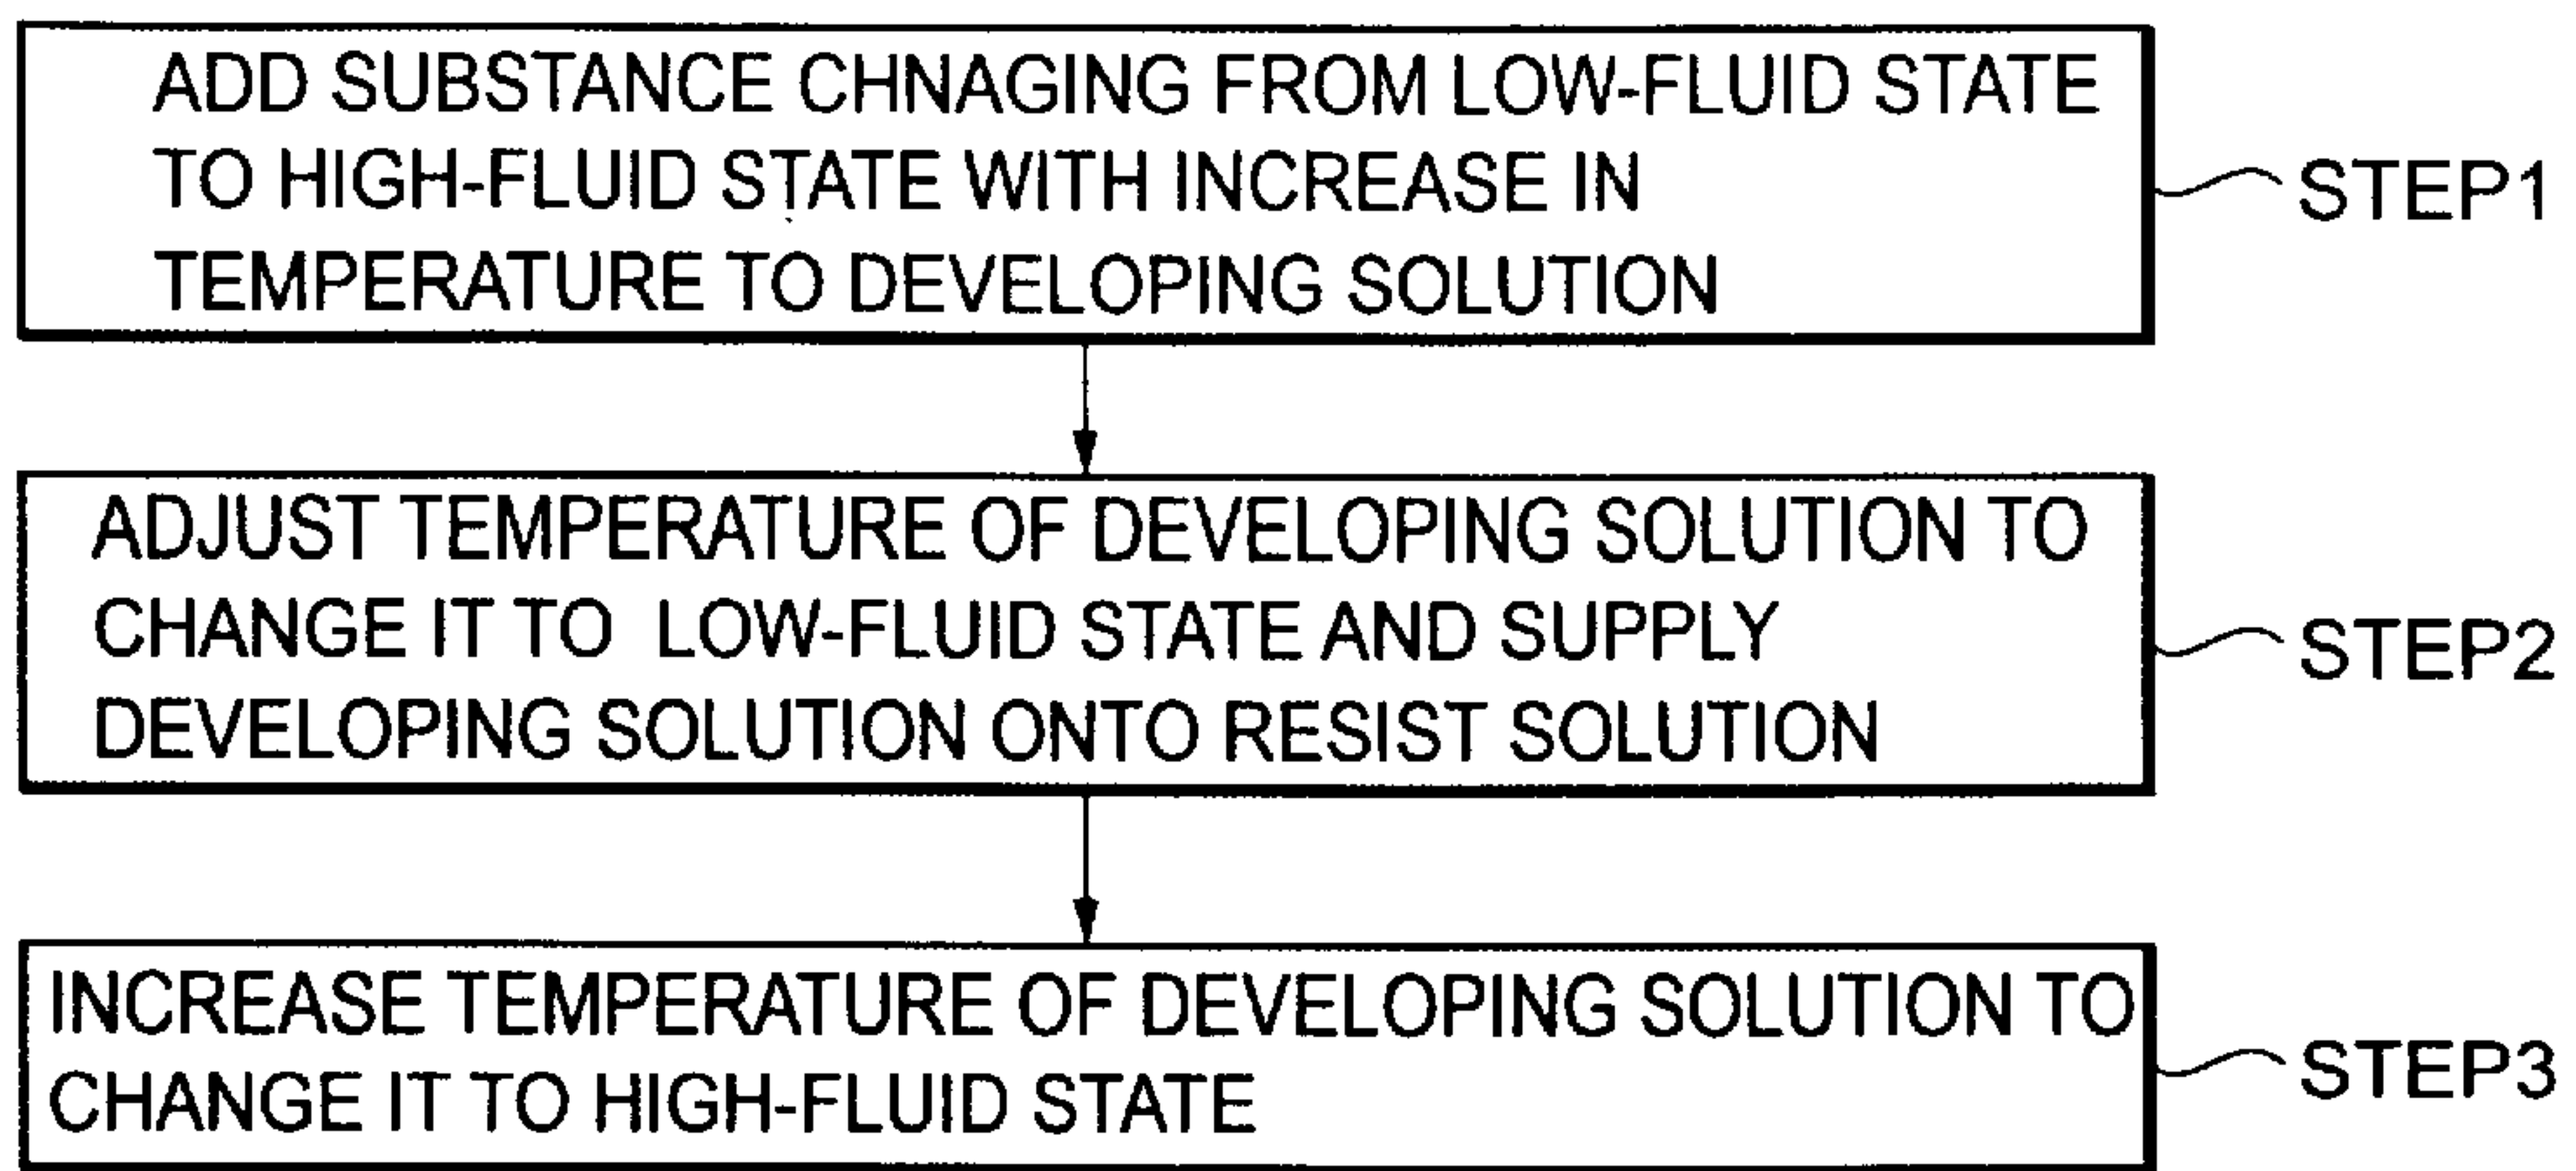 ADD SUBSTANCE CHNAGING FROM LOW-FLUID STATE
TO HIGH-FLUID STATE WITH INCREASE IN
TEMPERATURE TO DEVELOPING SOLUTION
STEP1
ADJUST TEMPERATURE OF DEVELOPING SOLUTION TO
CHANGE IT TO LOW-FLUID STATE AND SUPPLY
DEVELOPING SOLUTION ONTO RESIST SOLUTION
STEP2
INCREASE TEMPERATURE OF DEVELOPING SOLUTION TO
CHANGE IT TO HIGH-FLUID STATE
STEP3